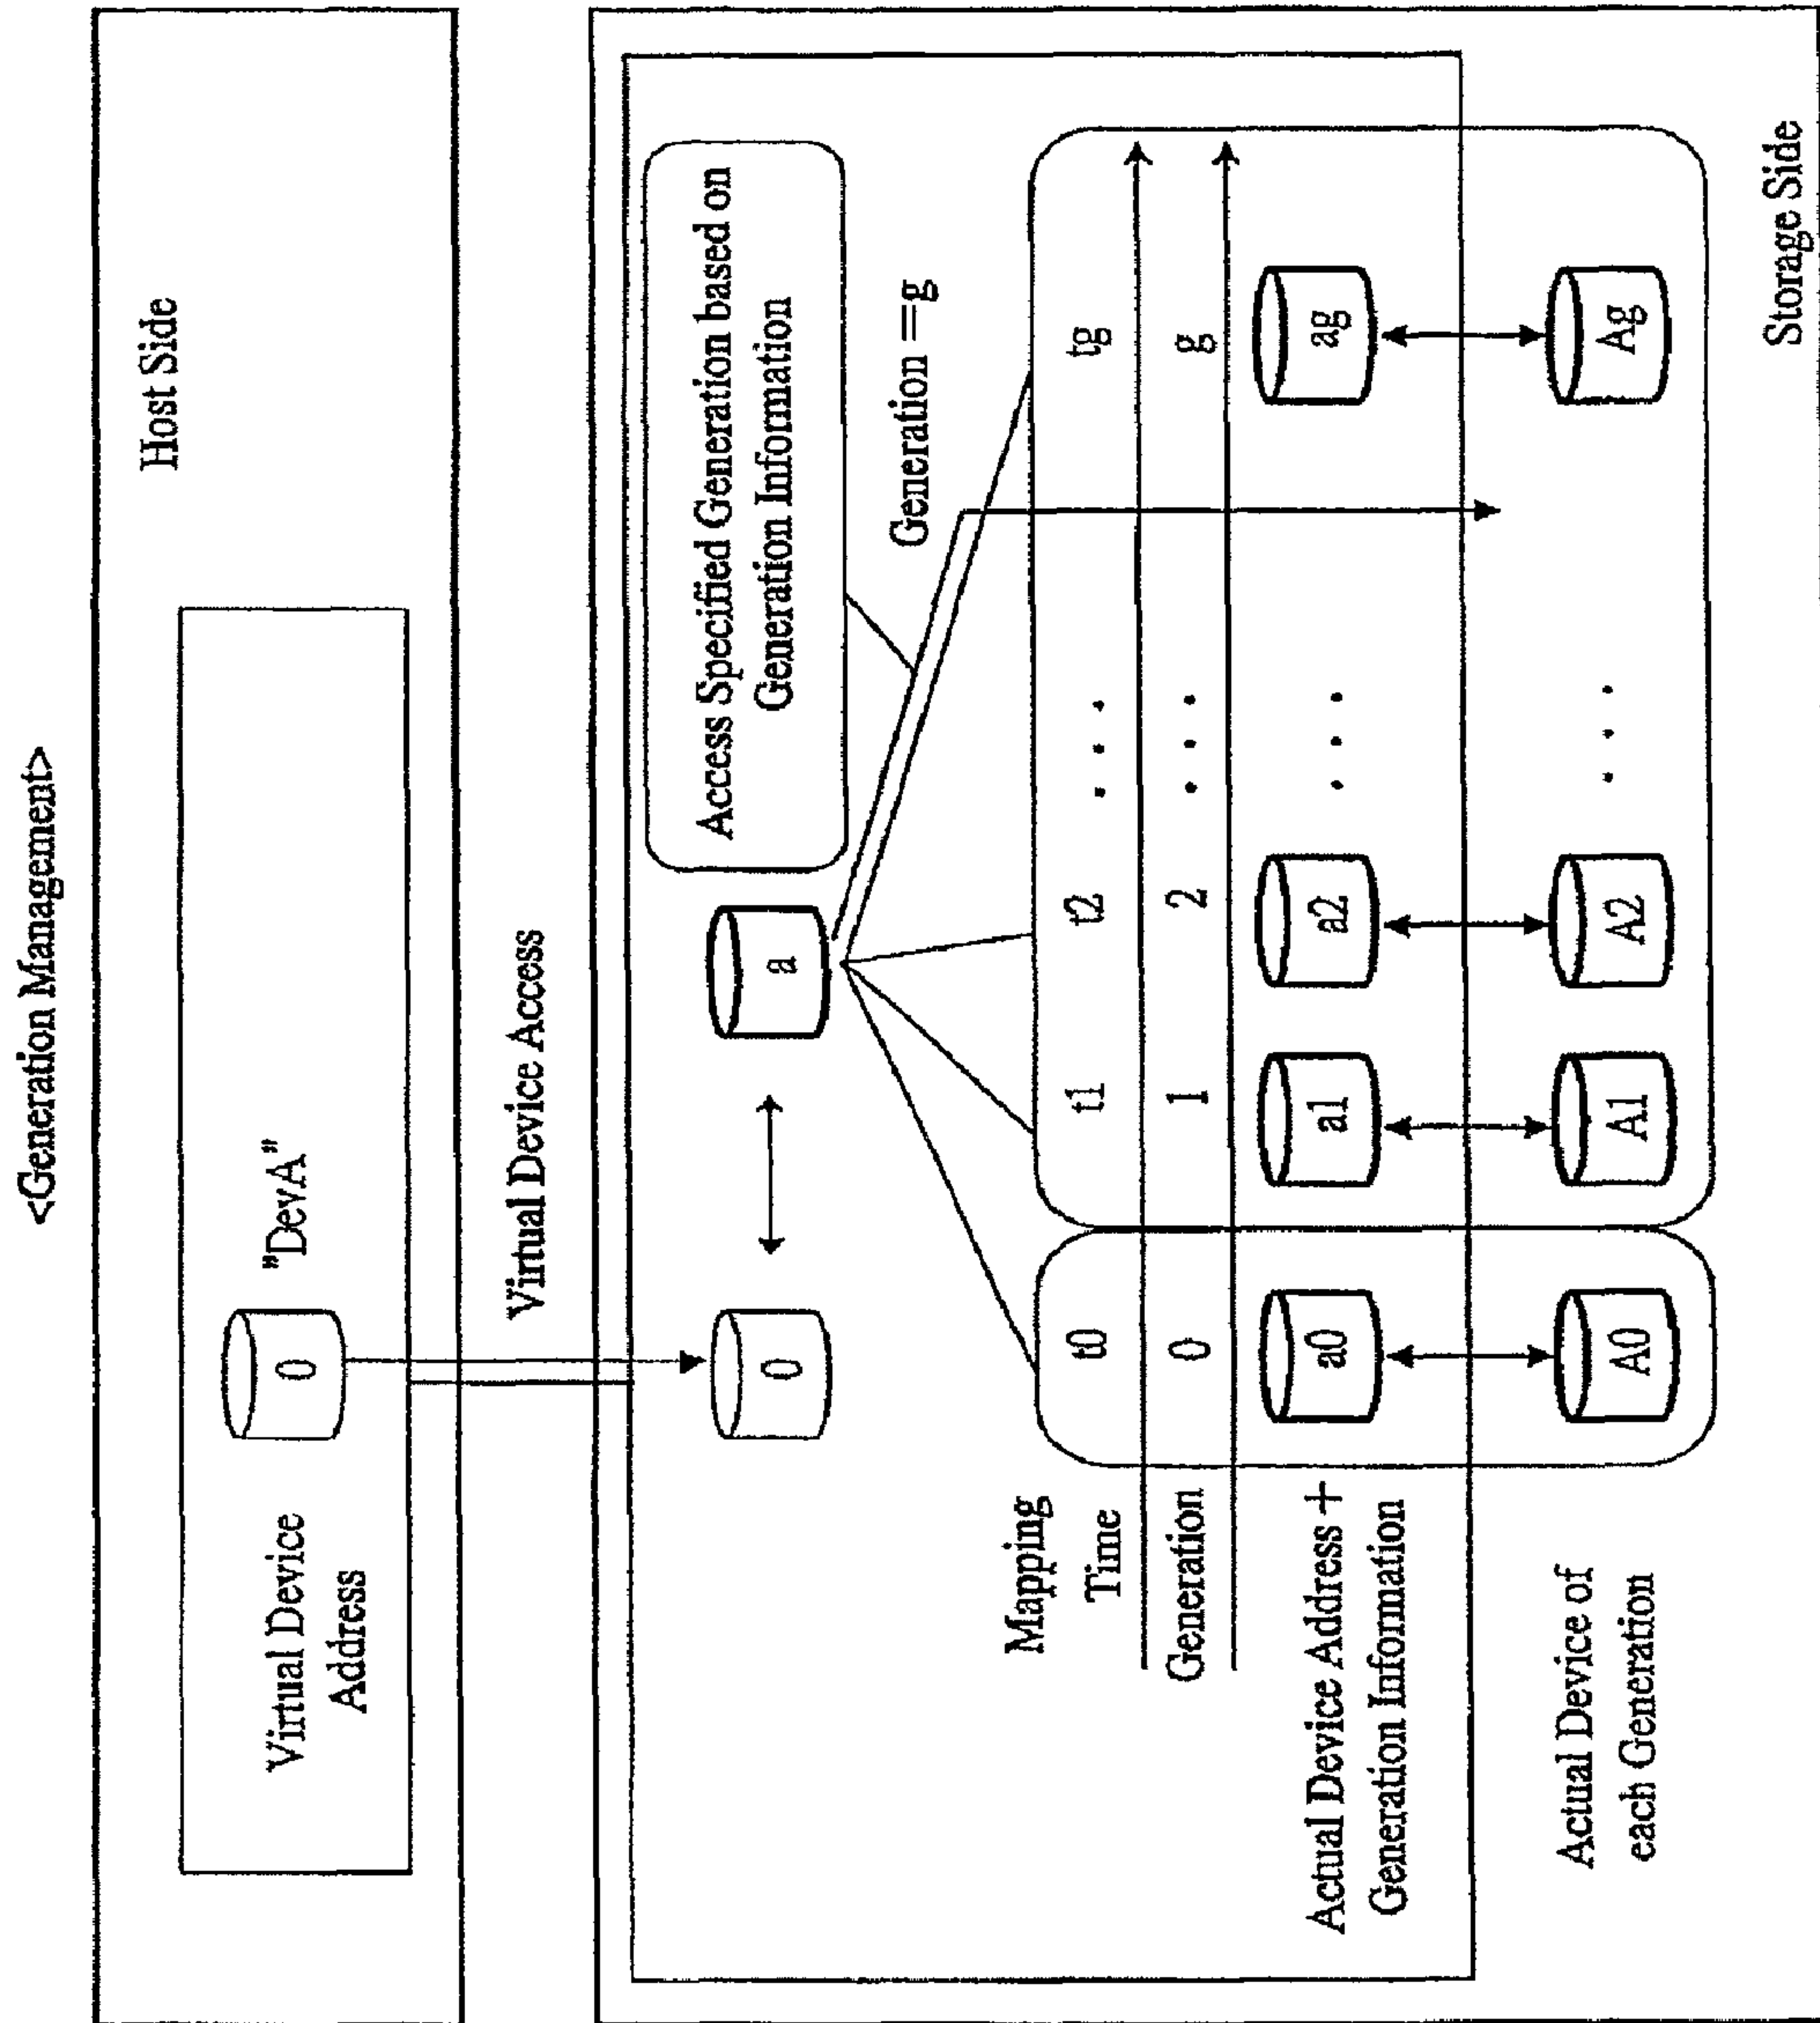 <Generation Management>
Host Side
"DevA"
0
Virtual Device
Address
Virtual Device Access
0
a
Access Specified Generation based on
Generation Infomation
Generation ==g
Mapping
Time
t0
t1
t2
. . .
tg
Generation
0
1
2
. . .
g
Actual Device Address +
Generation Infomation
a0
a1
a2
. . .
ag
Actual Device of
each Generation
A0
A1
A2
. . .
Ag
Storage Side